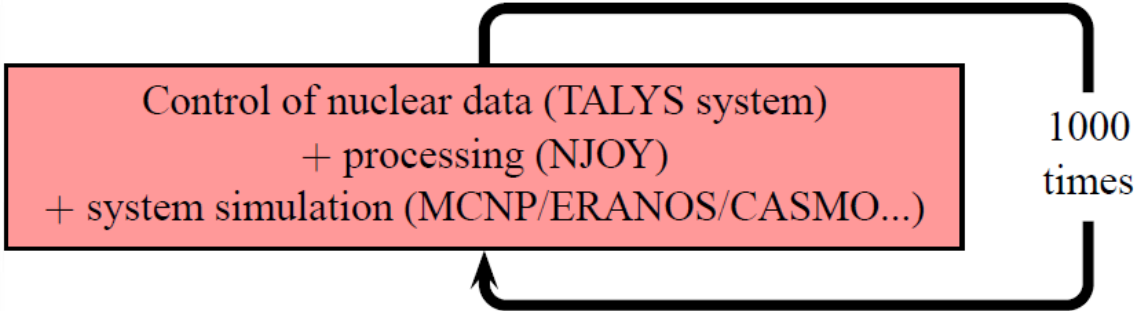 Control of nuclear data (TALYS system)
+ processing (NJOY)
+ system simulation (MCNP/ERANOS/CASMO...)
1000
times